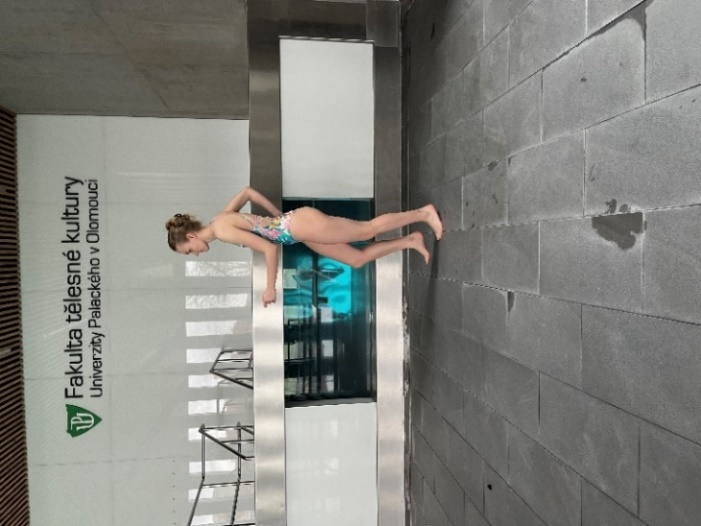 Fakulta tělesné kultury
Univerzity Palackého v Olomouci